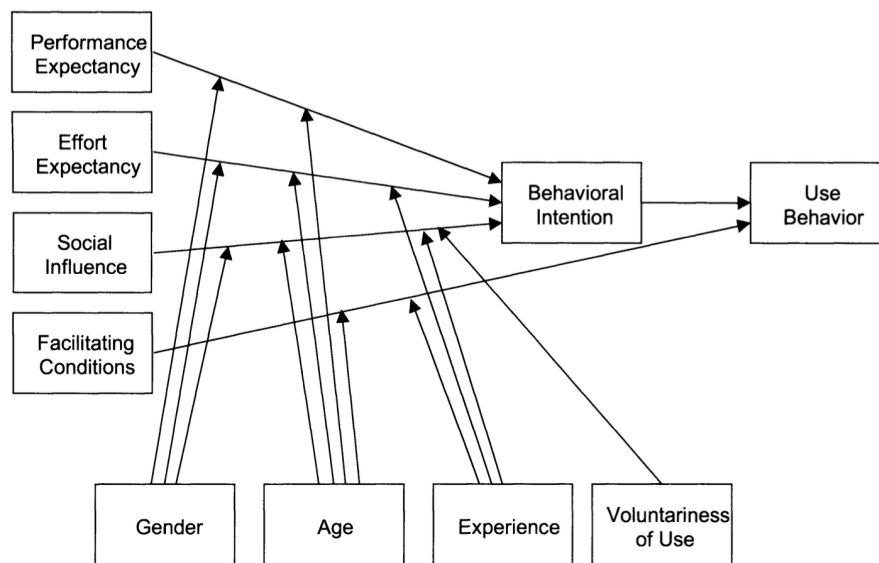 Performance
Expectancy
Effort
Expectancy
Social
Influence
Facilitating
Conditions
Behavioral
Intention
Use
Behavior
Gender
Age
Experience
Voluntariness
of Use